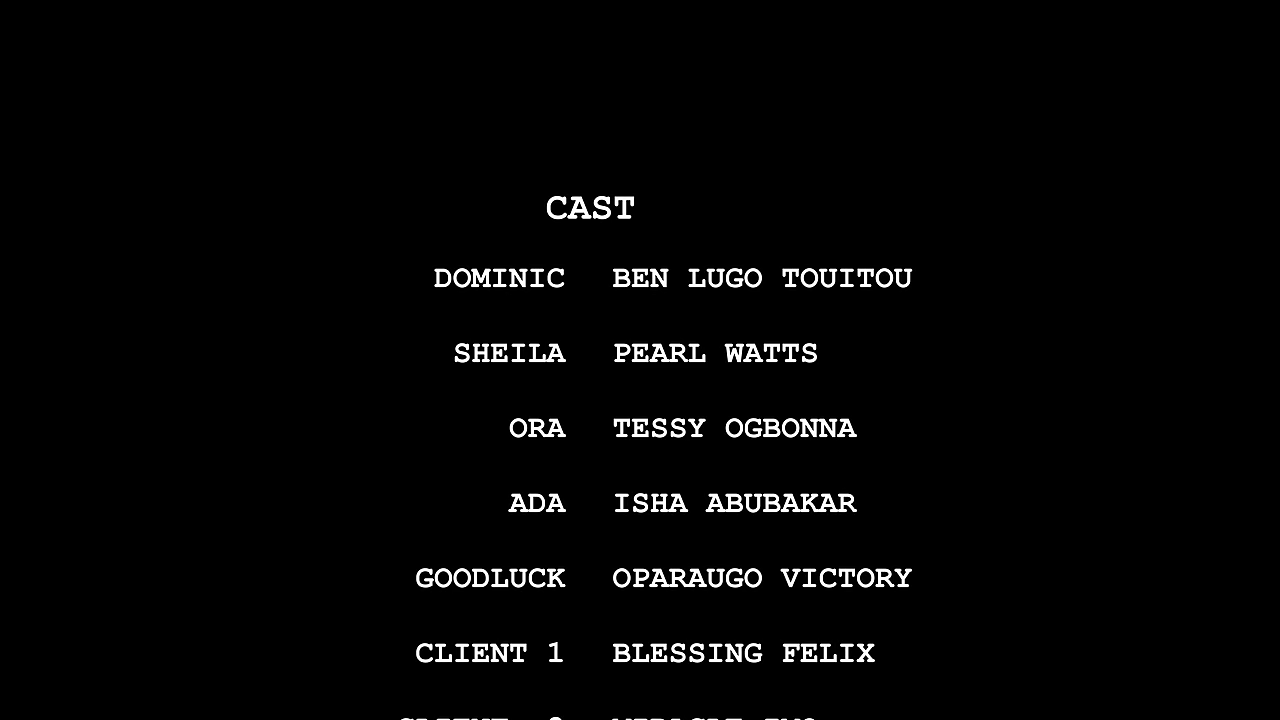 CAST
DOMINIC BEN LUGO TOUITOU
SHEILA PEARL WATTS
ORA TESSY OGBONNA
ADA ISHA ABUBAKAR
GOODLUCK OPARAUGO VICTORY
CLIENT 1 BLESSING FELIX